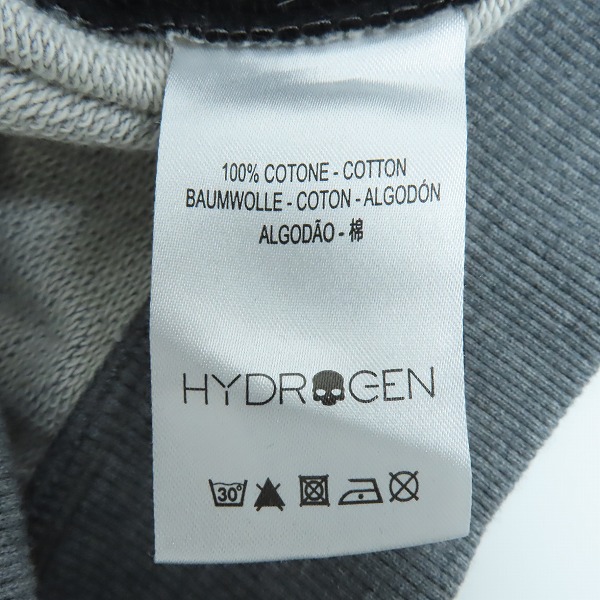 100% COTONE - COTTON
BAUMWOLLE - COTON - ALGODÓN
ALGODÃO - 棉
HYDROGEN
30°